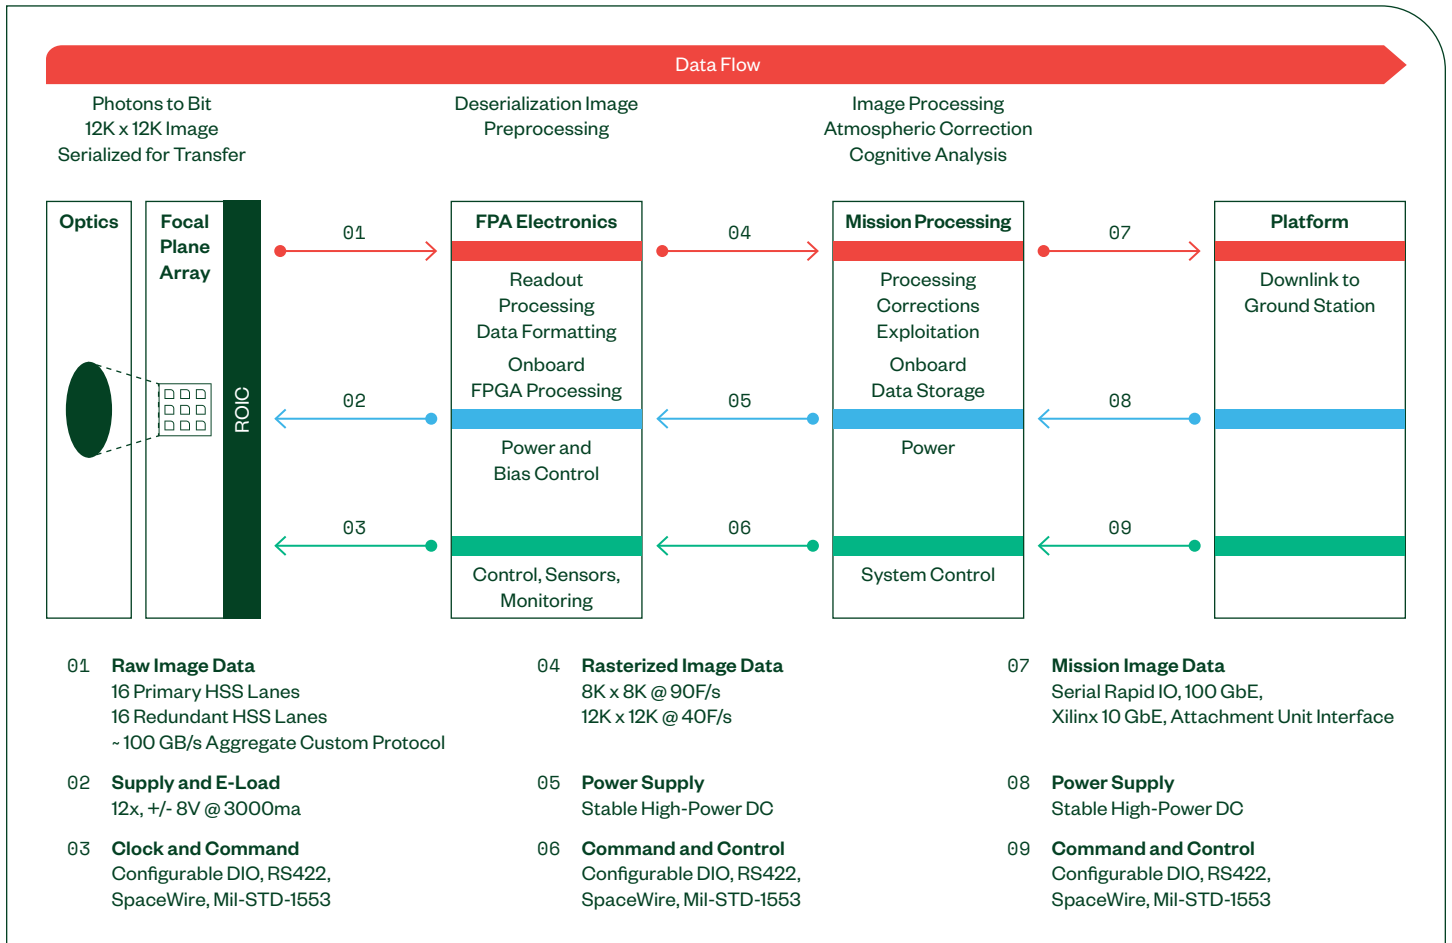 Data Flow
Photons to Bit
12K x 12K Image
Serialized for Transfer
Deserialization Image
Preprocessing
Image Processing
Atmospheric Correction
Cognitive Analysis
Optics
Focal
Plane
Array
ROIC
01
02
03
FPA Electronics
Readout
Processing
Data Formatting
Onboard
FPGA Processing
Power and
Bias Control
Control, Sensors,
Monitoring
04
05
06
Mission Processing
Processing
Corrections
Exploitation
Onboard
Data Storage
Power
System Control
07
08
09
Platform
Downlink to
Ground Station
01 Raw Image Data
16 Primary HSS Lanes
16 Redundant HSS Lanes
~ 100 GB/s Aggregate Custom Protocol
02 Supply and E-Load
12x, +/- 8V @ 3000ma
03 Clock and Command
Configurable DIO, RS422,
SpaceWire, Mil-STD-1553
04 Rasterized Image Data
8K x 8K @ 90F/s
12K x 12K @ 40F/s
05 Power Supply
Stable High-Power DC
06 Command and Control
Configurable DIO, RS422,
SpaceWire, Mil-STD-1553
07 Mission Image Data
Serial Rapid IO, 100 GbE,
Xilinx 10 GbE, Attachment Unit Interface
08 Power Supply
Stable High-Power DC
09 Command and Control
Configurable DIO, RS422,
SpaceWire, Mil-STD-1553